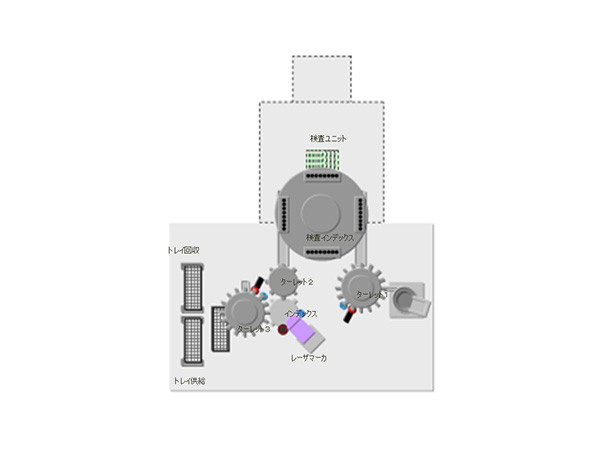 検査ユニット
検査インデックス
トレイ回収
ターレット2
ターレット1
インデックス
ターレット3
レーザマーカ
トレイ供給